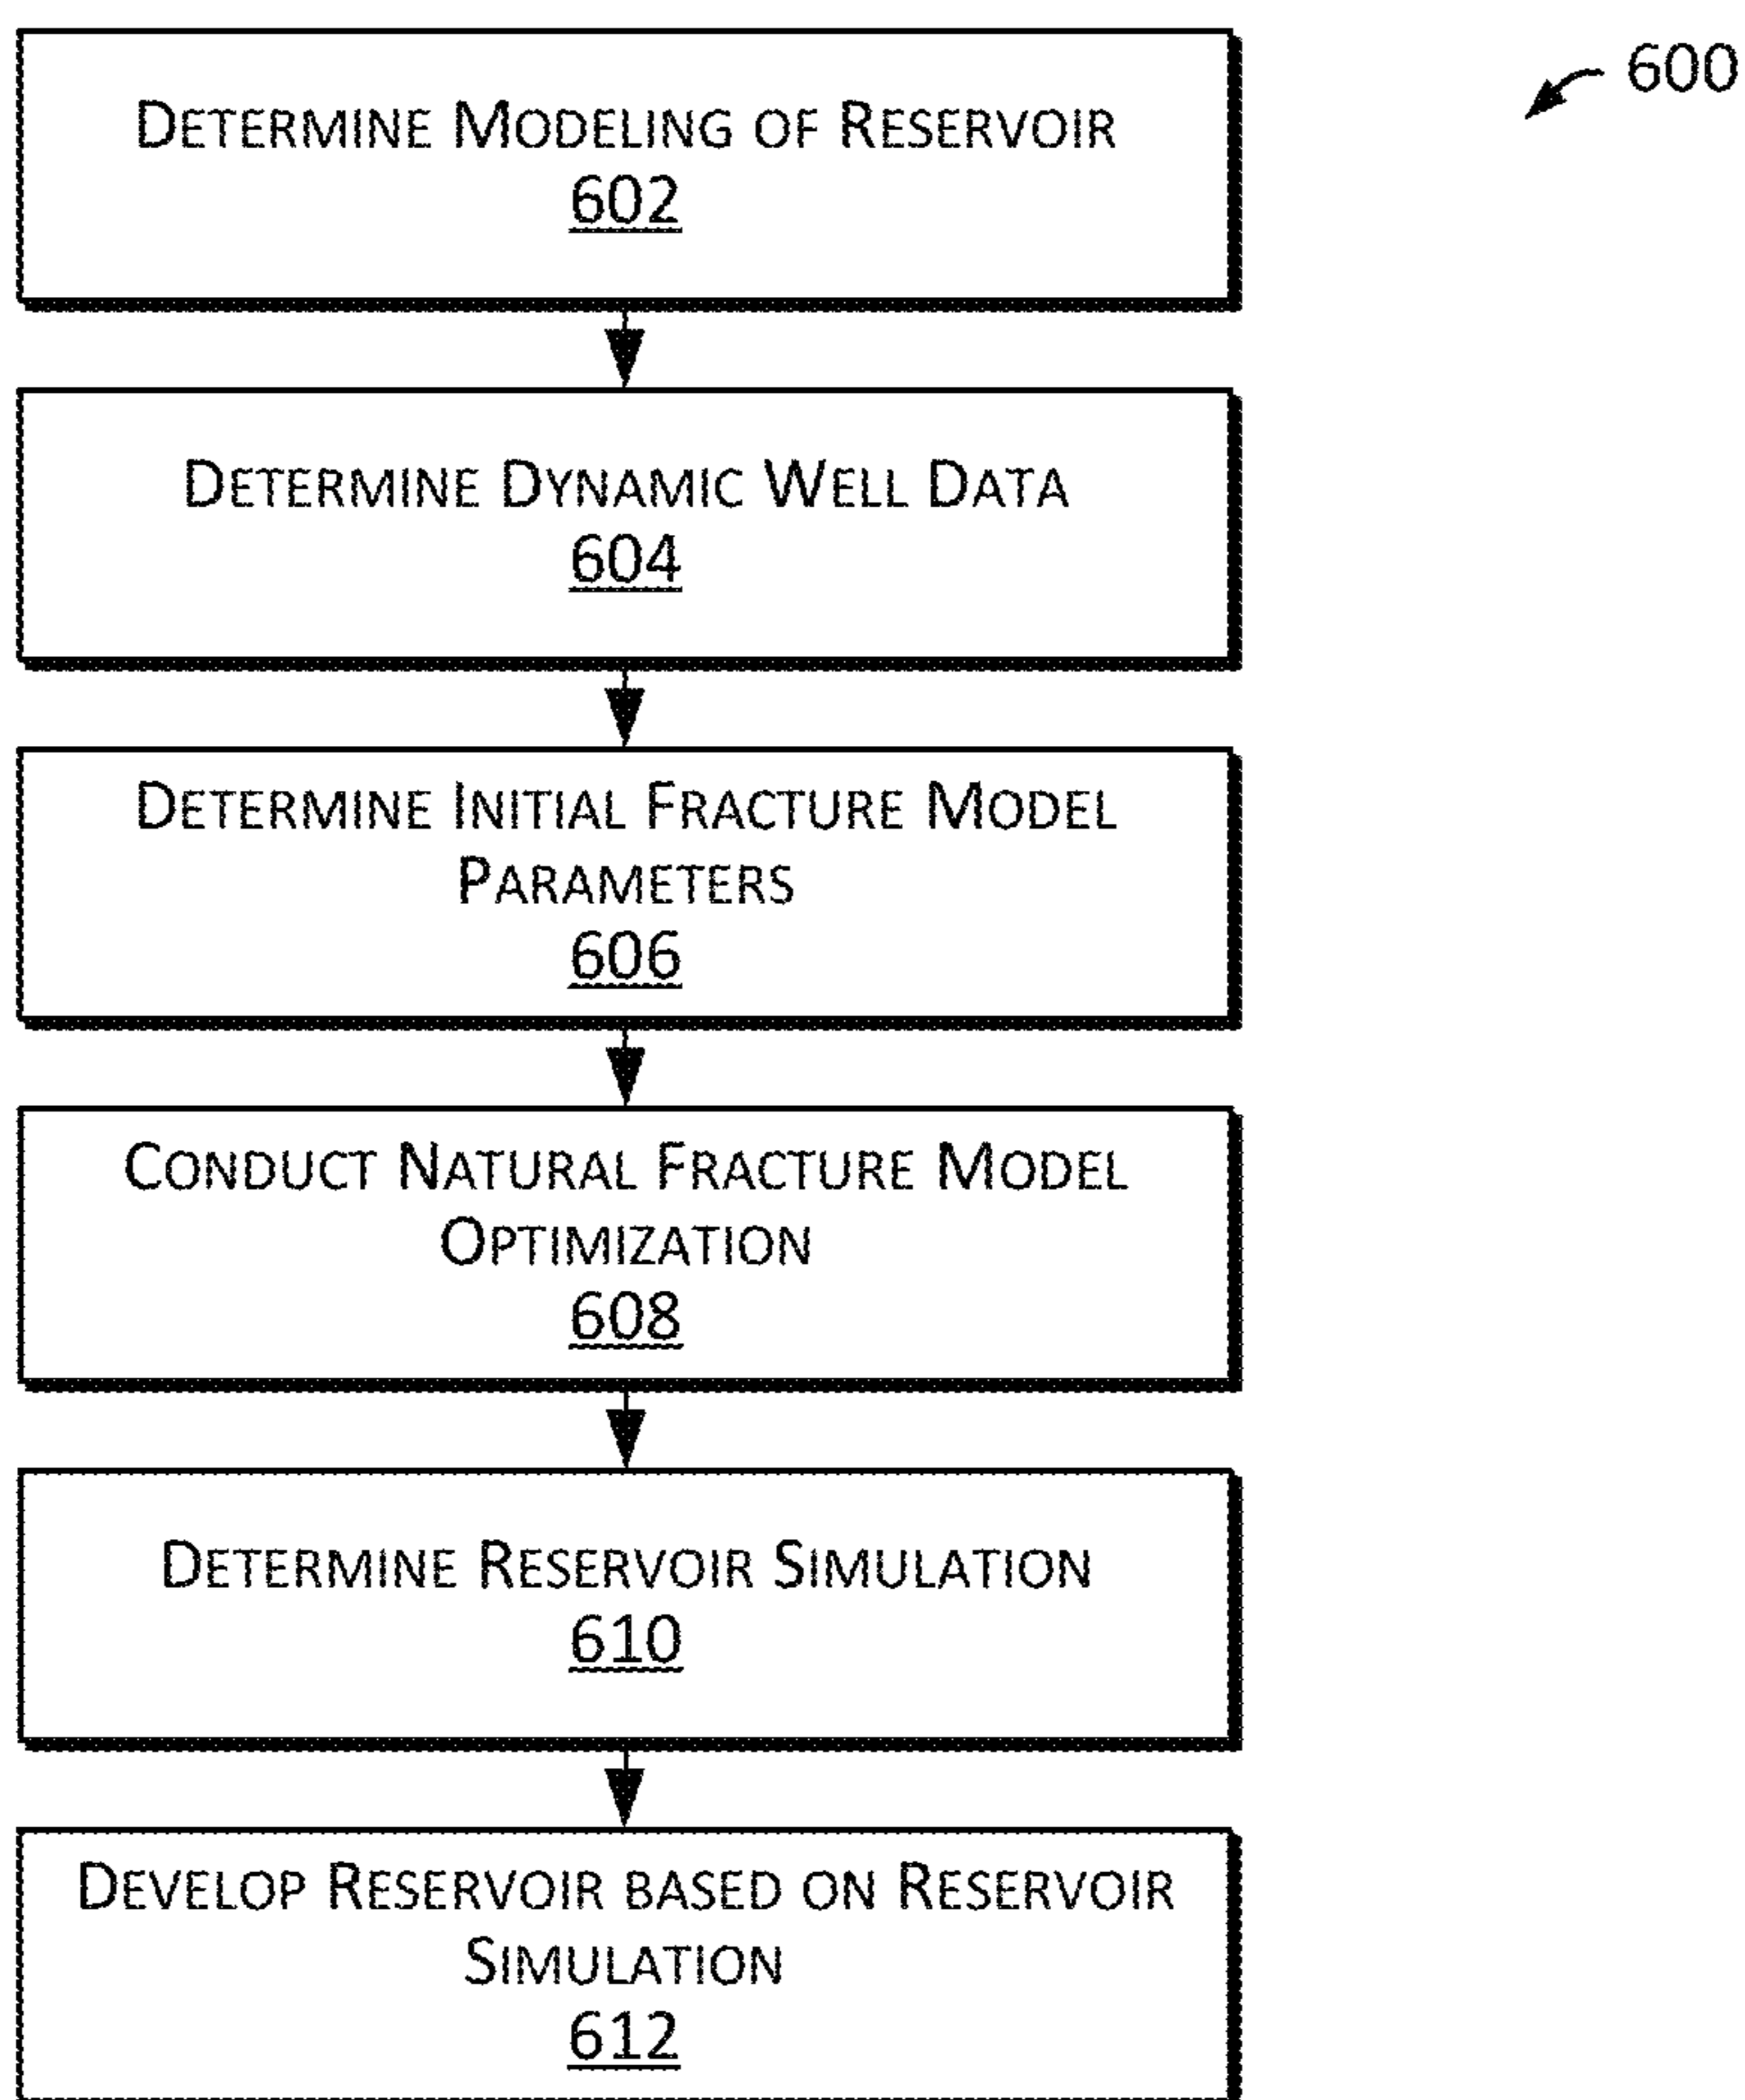 600
DETERMINE MODELING OF RESERVOIR
602
DETERMINE DYNAMIC WELL DATA
604
DETERMINE INITIAL FRACTURE MODEL
PARAMETERS
606
CONDUCT NATURAL FRACTURE MODEL
OPTIMIZATION
608
DETERMINE RESERVOIR SIMULATION
610
DEVELOP RESERVOIR BASED ON RESERVOIR
SIMULATION
612